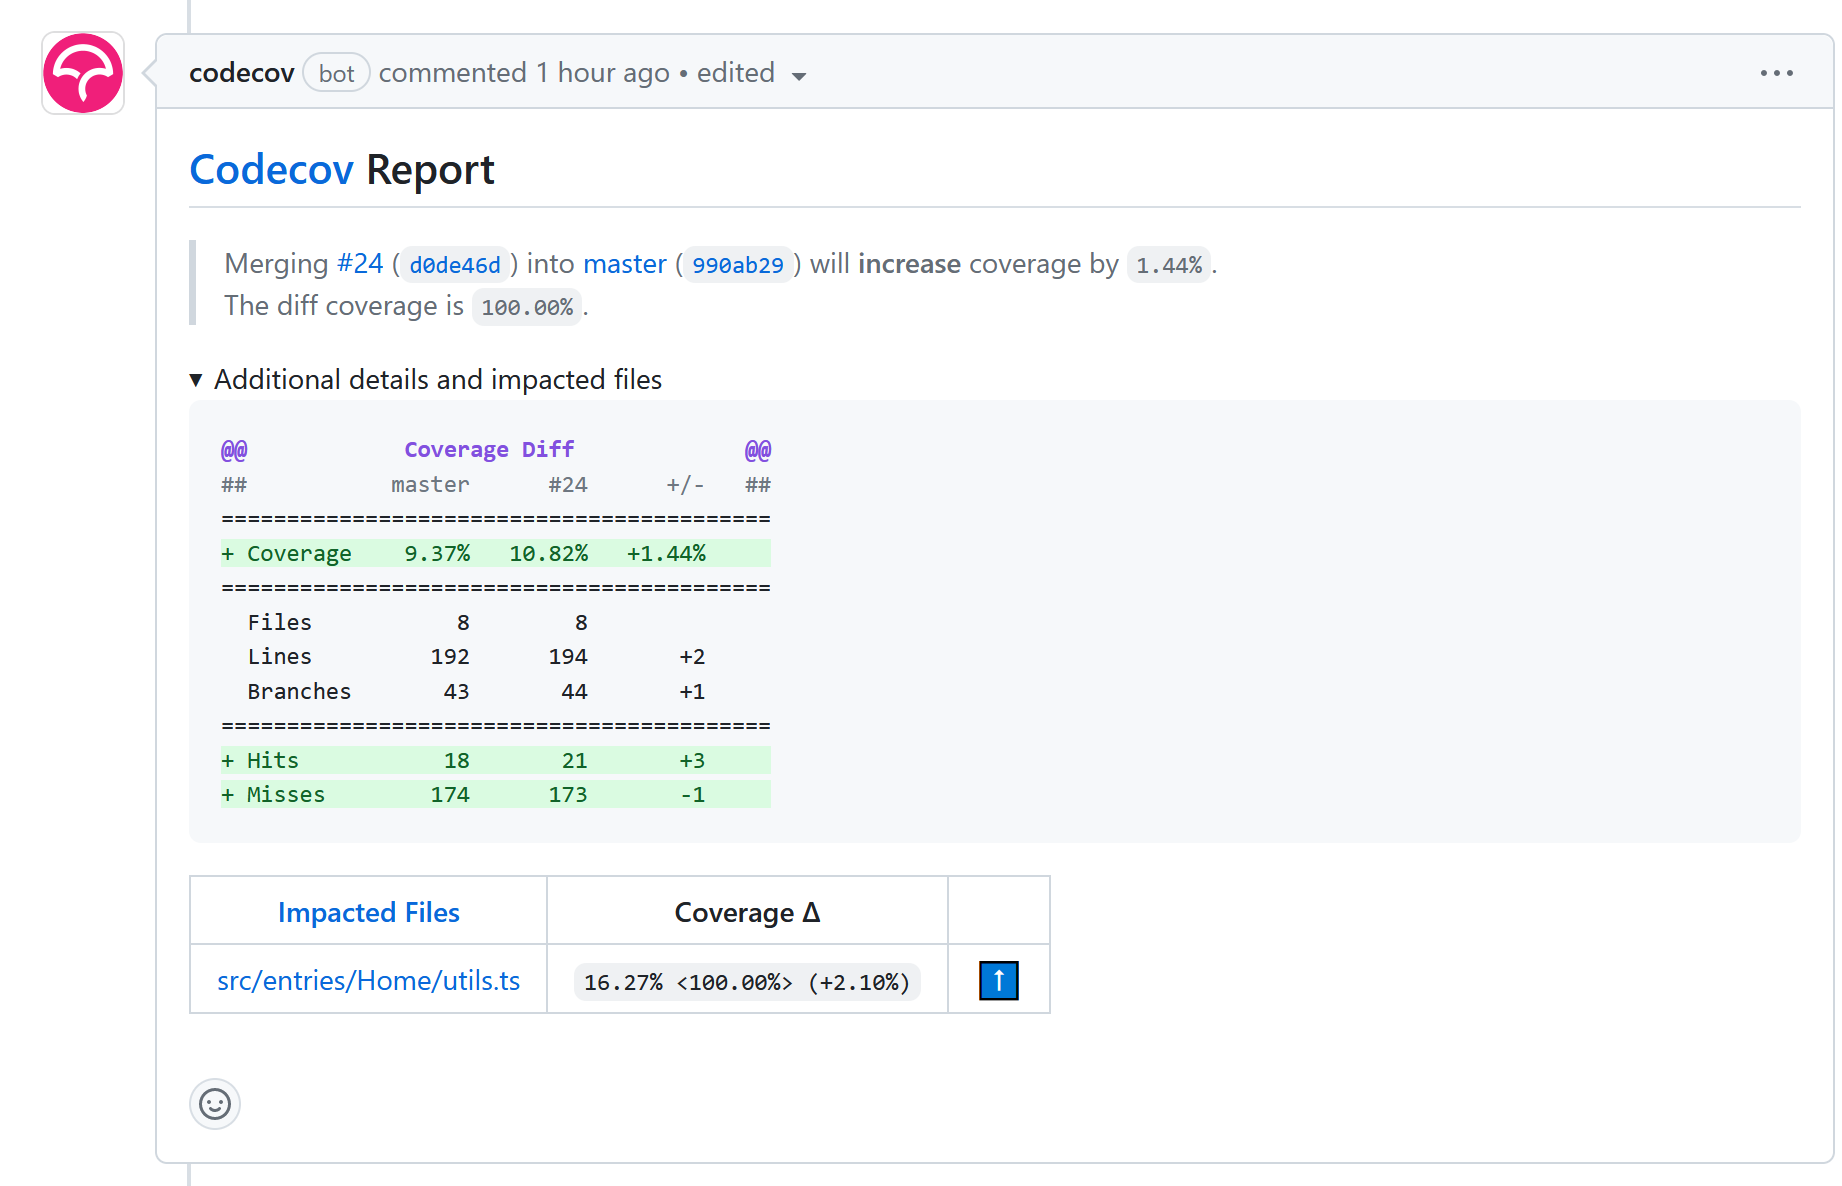 codecov bot commented 1 hour ago • edited
Codecov Report
Merging #24 (d0de46d) into master (990ab29) will increase coverage by 1.44%.
The diff coverage is 100.00%.
▼ Additional details and impacted files
@@            Coverage Diff             @@
##           master      #24      +/-   ##
==========================================
+ Coverage    9.37%   10.82%   +1.44%
==========================================
  Files           8        8
  Lines         192      194       +2
  Branches       43       44       +1
==========================================
+ Hits           18       21       +3
+ Misses        174      173       -1
Impacted Files Coverage Δ
src/entries/Home/utils.ts 16.27% <100.00%> (+2.10%) ↑